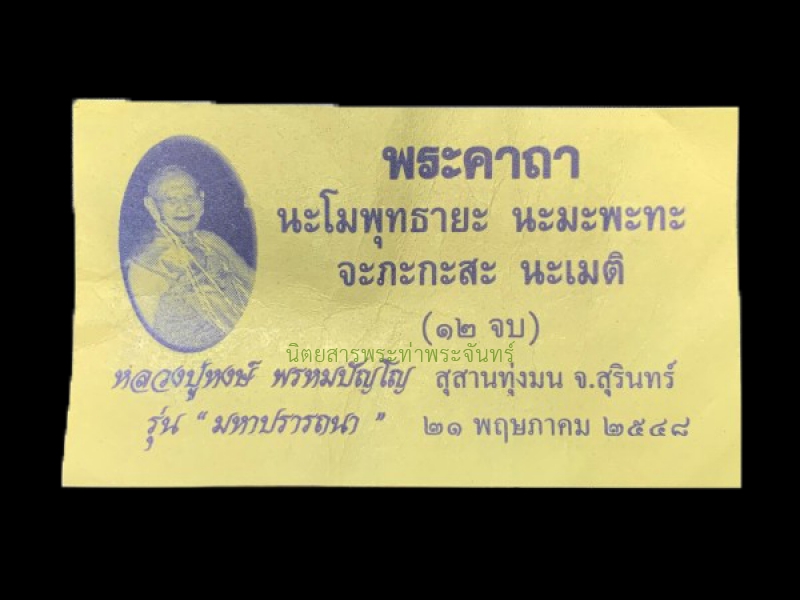 พระคาถา
นะโมพุทธายะ นะมะพะทะ
จะภะกะสะ นะเมติ
(๑๒ จบ)
นิตยสารพระท่าพระจันทร์
หลวงปู่หงษ์ พรหมปัญโญ สุสานทุ่งมน จ.สุรินทร์
รุ่น “ มหาปรารถนา ” ๒๑ พฤษภาคม ๒๕๔๘